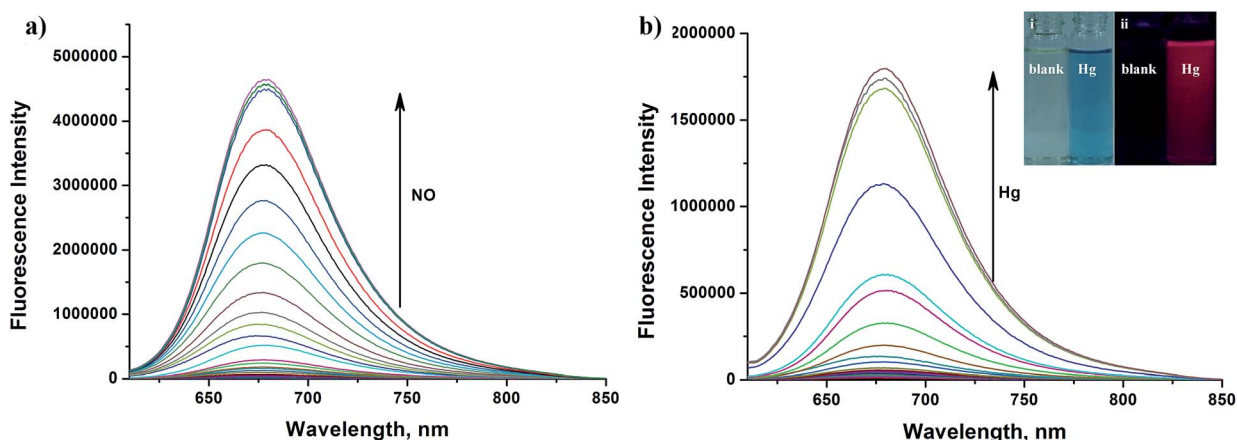 a)
5000000
4000000
3000000
2000000
1000000
0
650
700
750
800
850
Fluorescence Intensity
Wavelength, nm
NO
b)
2000000
1500000
1000000
500000
0
650
700
750
800
850
Fluorescence Intensity
Wavelength, nm
Hg
i
blank
Hg
ii
blank
Hg